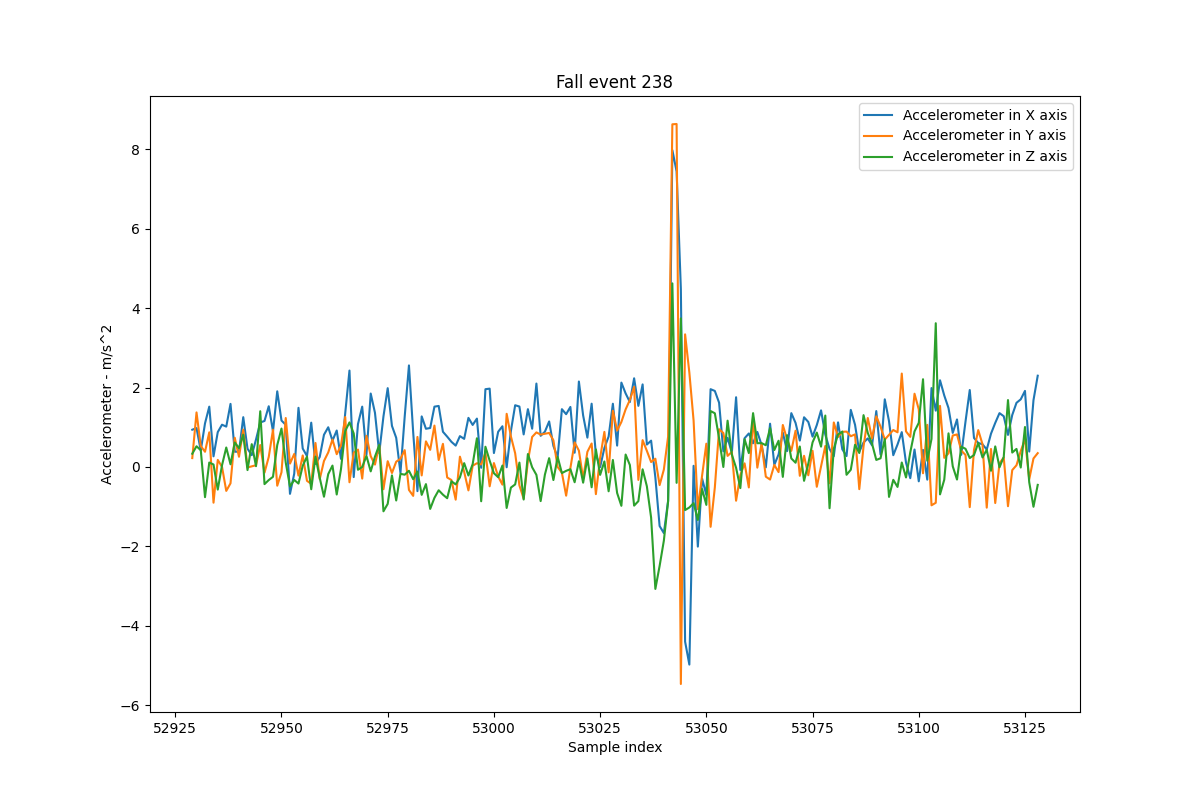 Fall event 238
Accelerometer in X axis
Accelerometer in Y axis
Accelerometer in Z axis
Accelerometer - m/s^2
8
6
4
2
0
−2
−4
−6
52925 52950 52975 53000 53025 53050 53075 53100 53125
Sample index